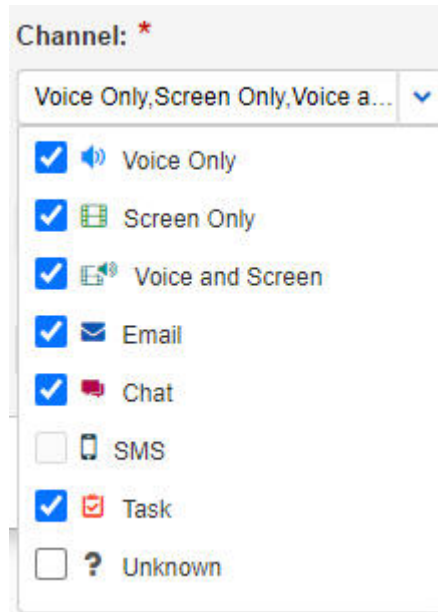 Channel: *
Voice Only,Screen Only,Voice a...
Voice Only
Screen Only
Voice and Screen
Email
Chat
SMS
Task
? Unknown